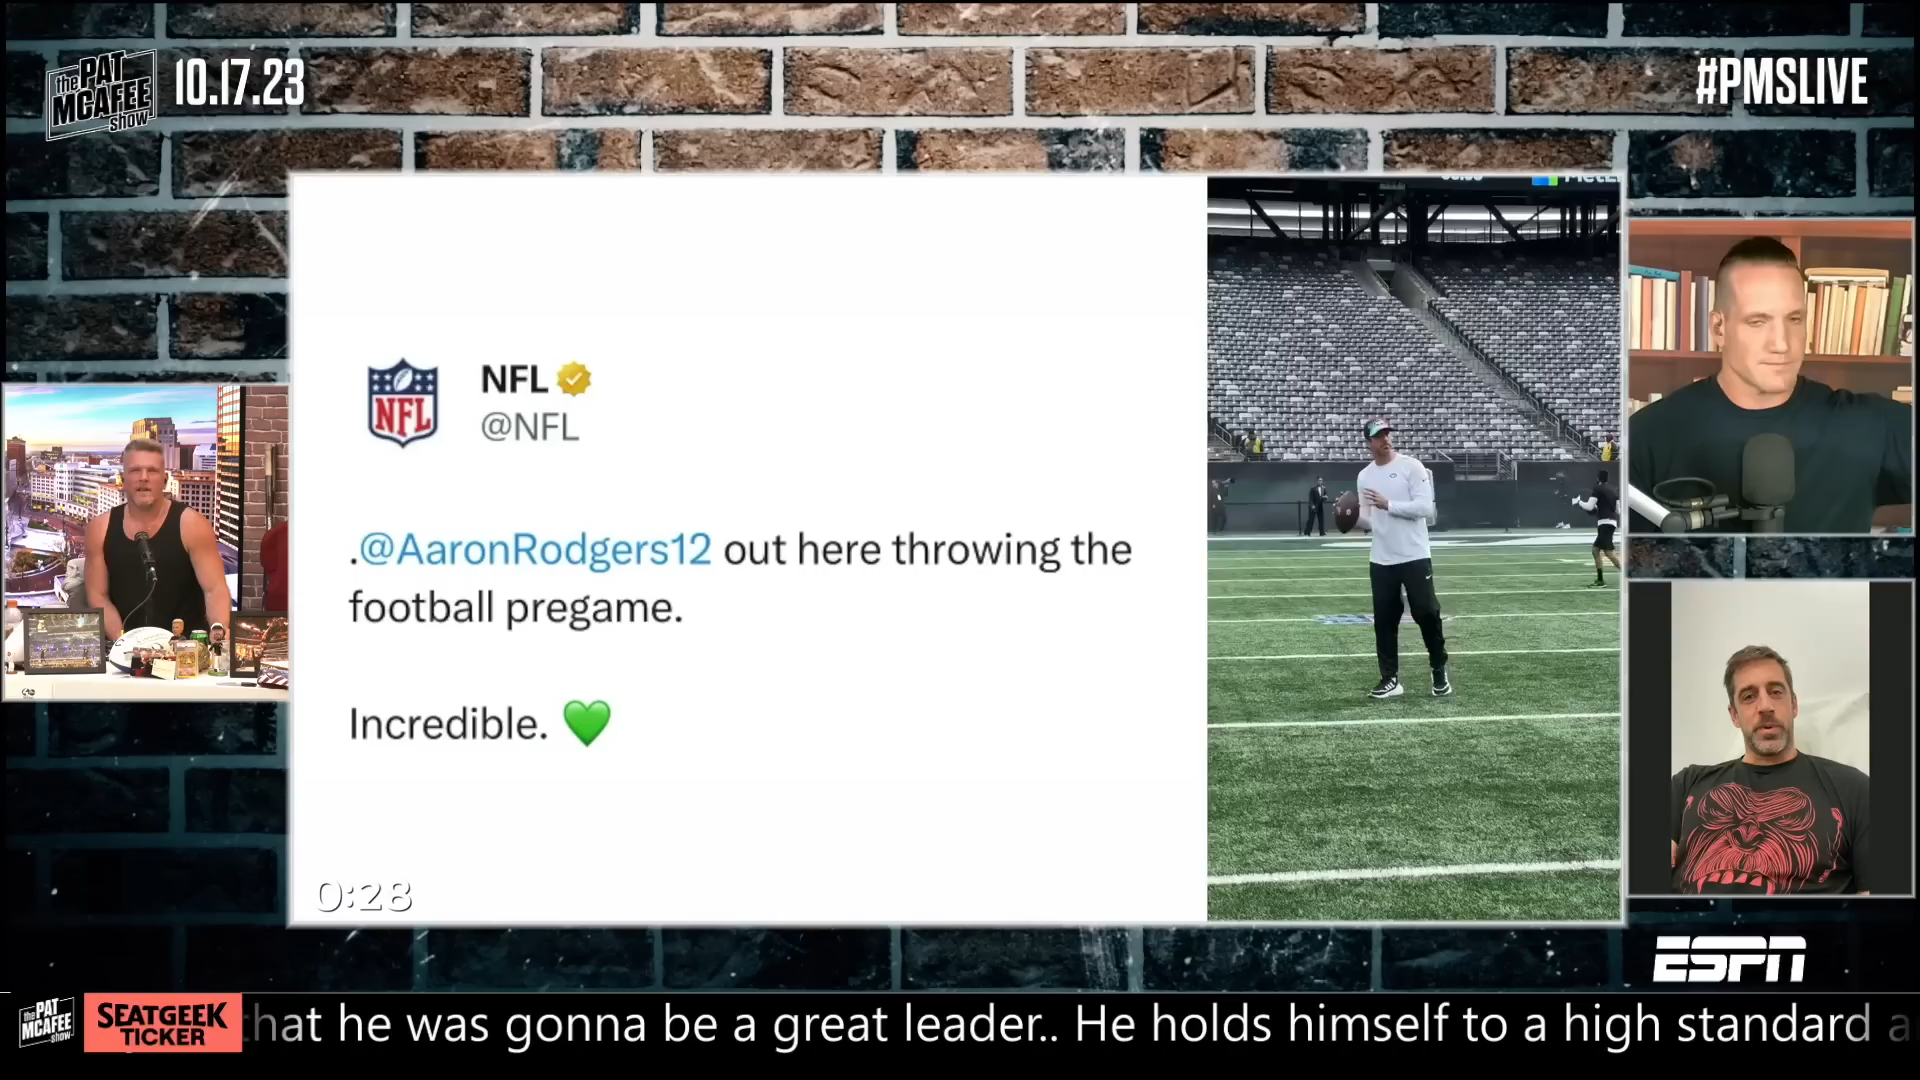 the PAT MCAFEE show
10.17.23
#PMSLIVE
NFL
NFL
@NFL
.@AaronRodgers12 out here throwing the
football pregame.
Incredible. 💚
0:28
ESPN
the PAT MCAFEE show
SEATGEEK
TICKER
that he was gonna be a great leader.. He holds himself to a high standard